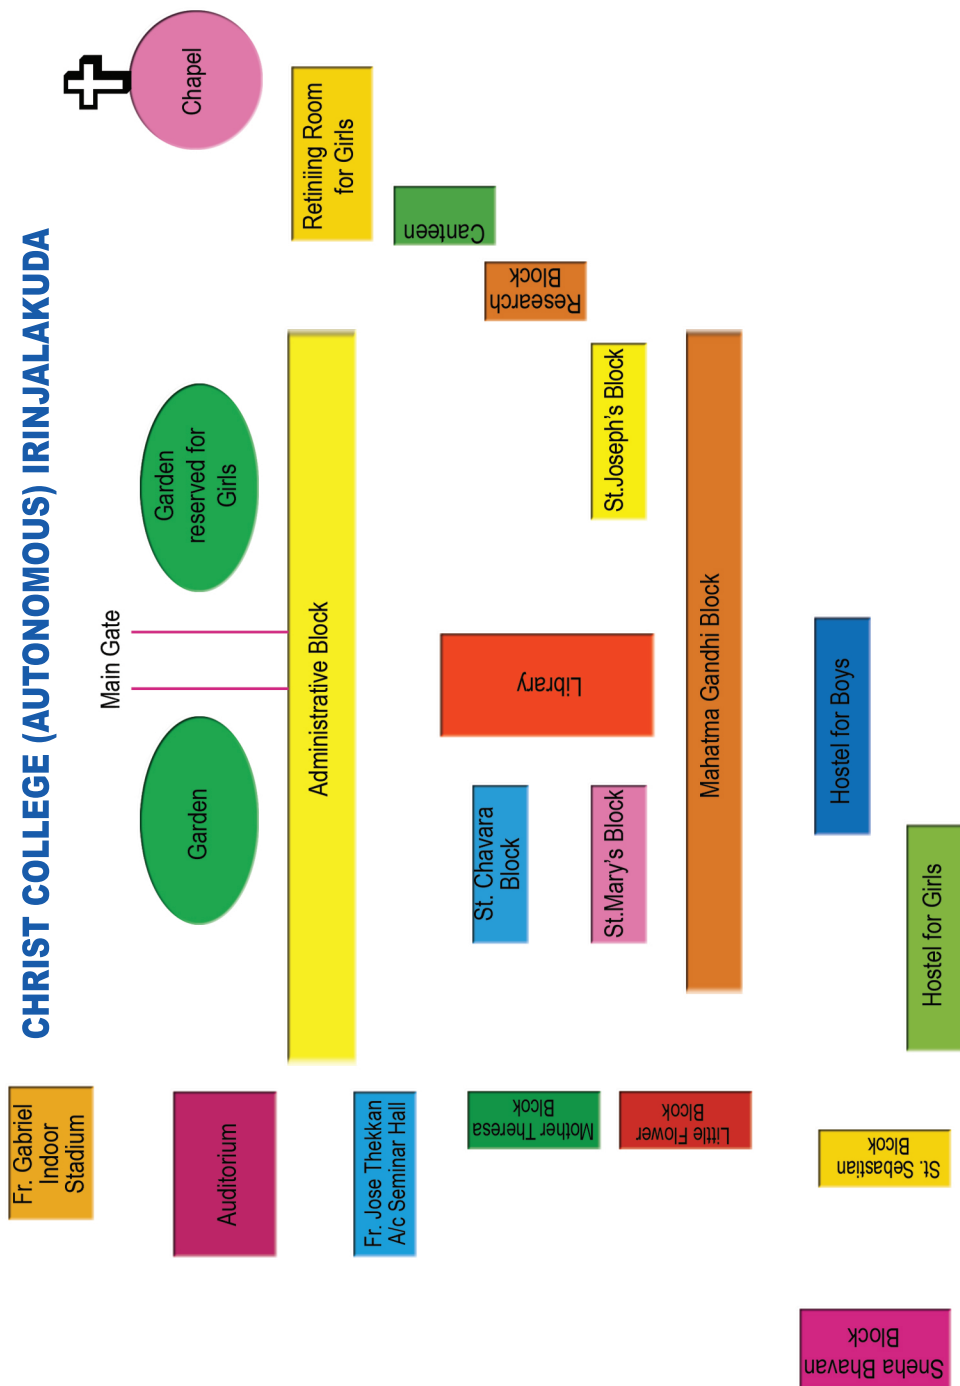 CHRIST COLLEGE (AUTONOMOUS) IRINJALAKUDA
Chapel
Retiniing Room
for Girls
Canteen
Research
Block
Garden
reserved for
Girls
Main Gate
Garden
Administrative Block
St.Joseph's Block
Library
Mahatma Gandhi Block
St. Chavara
Block
St.Mary's Block
Hostel for Boys
Hostel for Girls
Fr. Gabriel
Indoor
Stadium
Auditorium
Fr. Jose Thekkan
A/c Seminar Hall
Mother Theresa
Blcok
Little Flower
Blcok
St. Sebastian
Blcok
Sneha Bhavan
Block